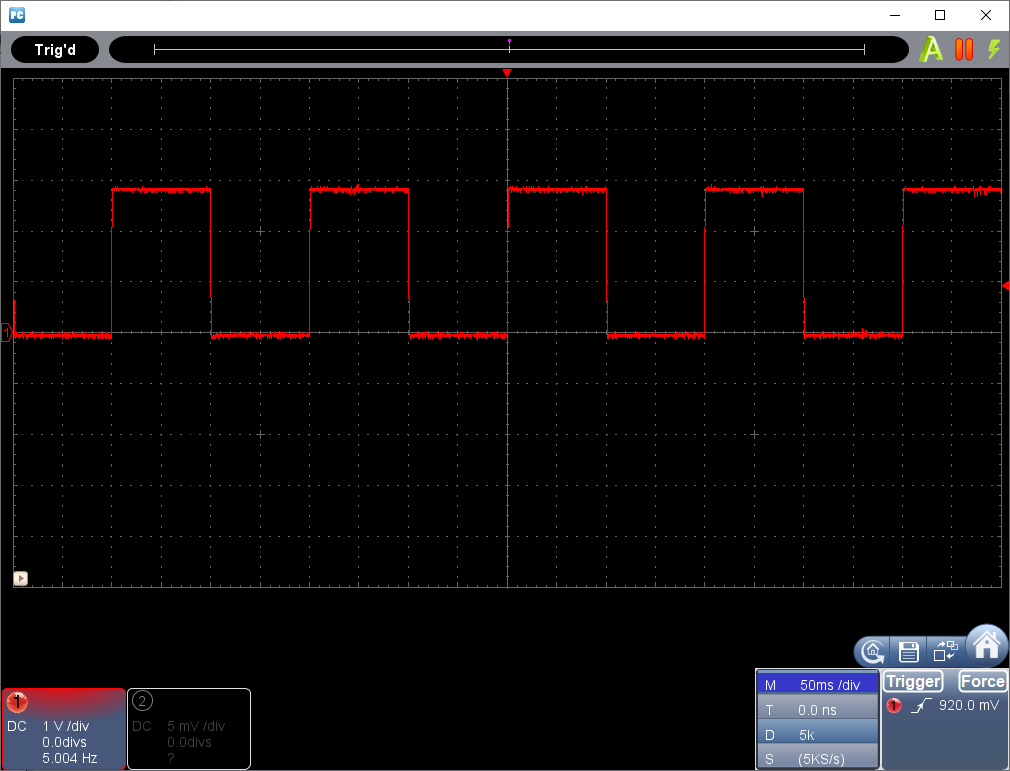 PC
Trig'd
A
1
1
DC 1 V /div
0.0divs
5.004 Hz
2
DC 5 mV /div
0.0divs
?
M 50ms /div
T 0.0 ns
D 5k
S (5KS/s)
Trigger Force
1 920.0 mV